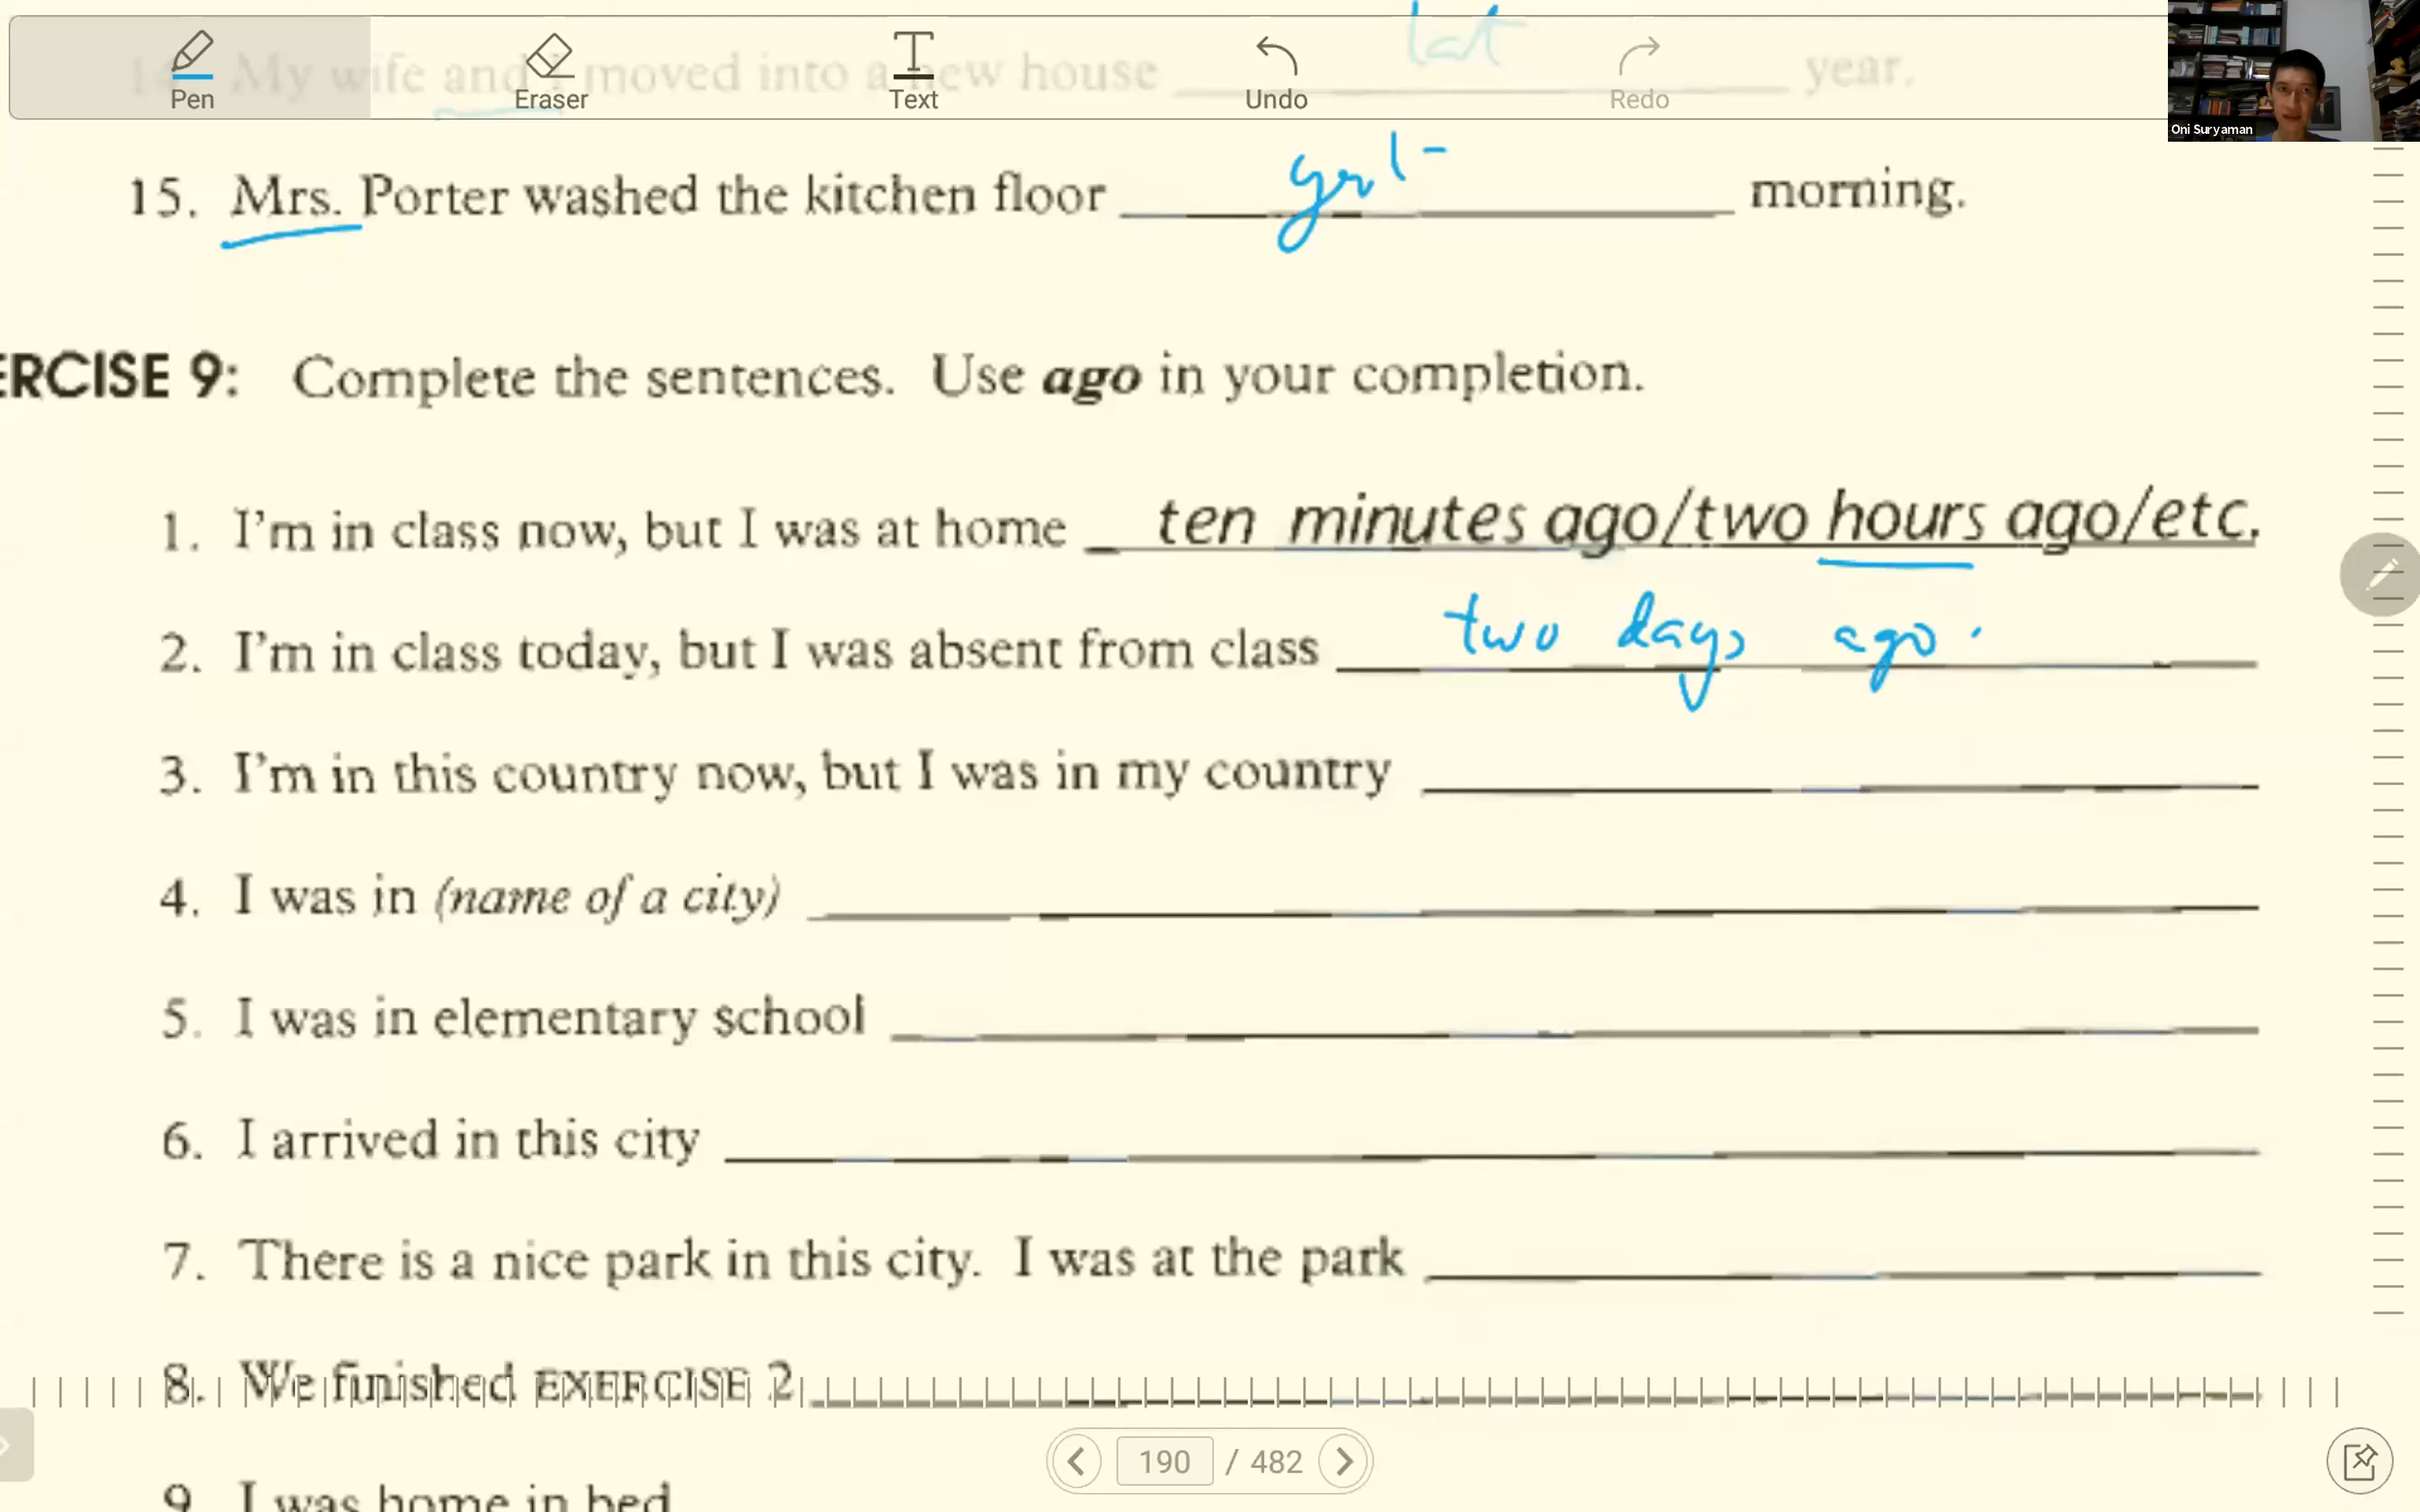 Pen Eraser Text Undo Redo
lat
14. My wife and I moved into a new house year.
Oni Suryaman
15. Mrs. Porter washed the kitchen floor morning.
ERCISE 9: Complete the sentences. Use ago in your completion.
1. I'm in class now, but I was at home ten minutes ago/two hours ago/etc.
2. I'm in class today, but I was absent from class two days ago.
3. I'm in this country now, but I was in my country
4. I was in (name of a city)
5. I was in elementary school
6. I arrived in this city
7. There is a nice park in this city. I was at the park
8. We finished EXERCISE 2
9. I was home in bed
190 / 482